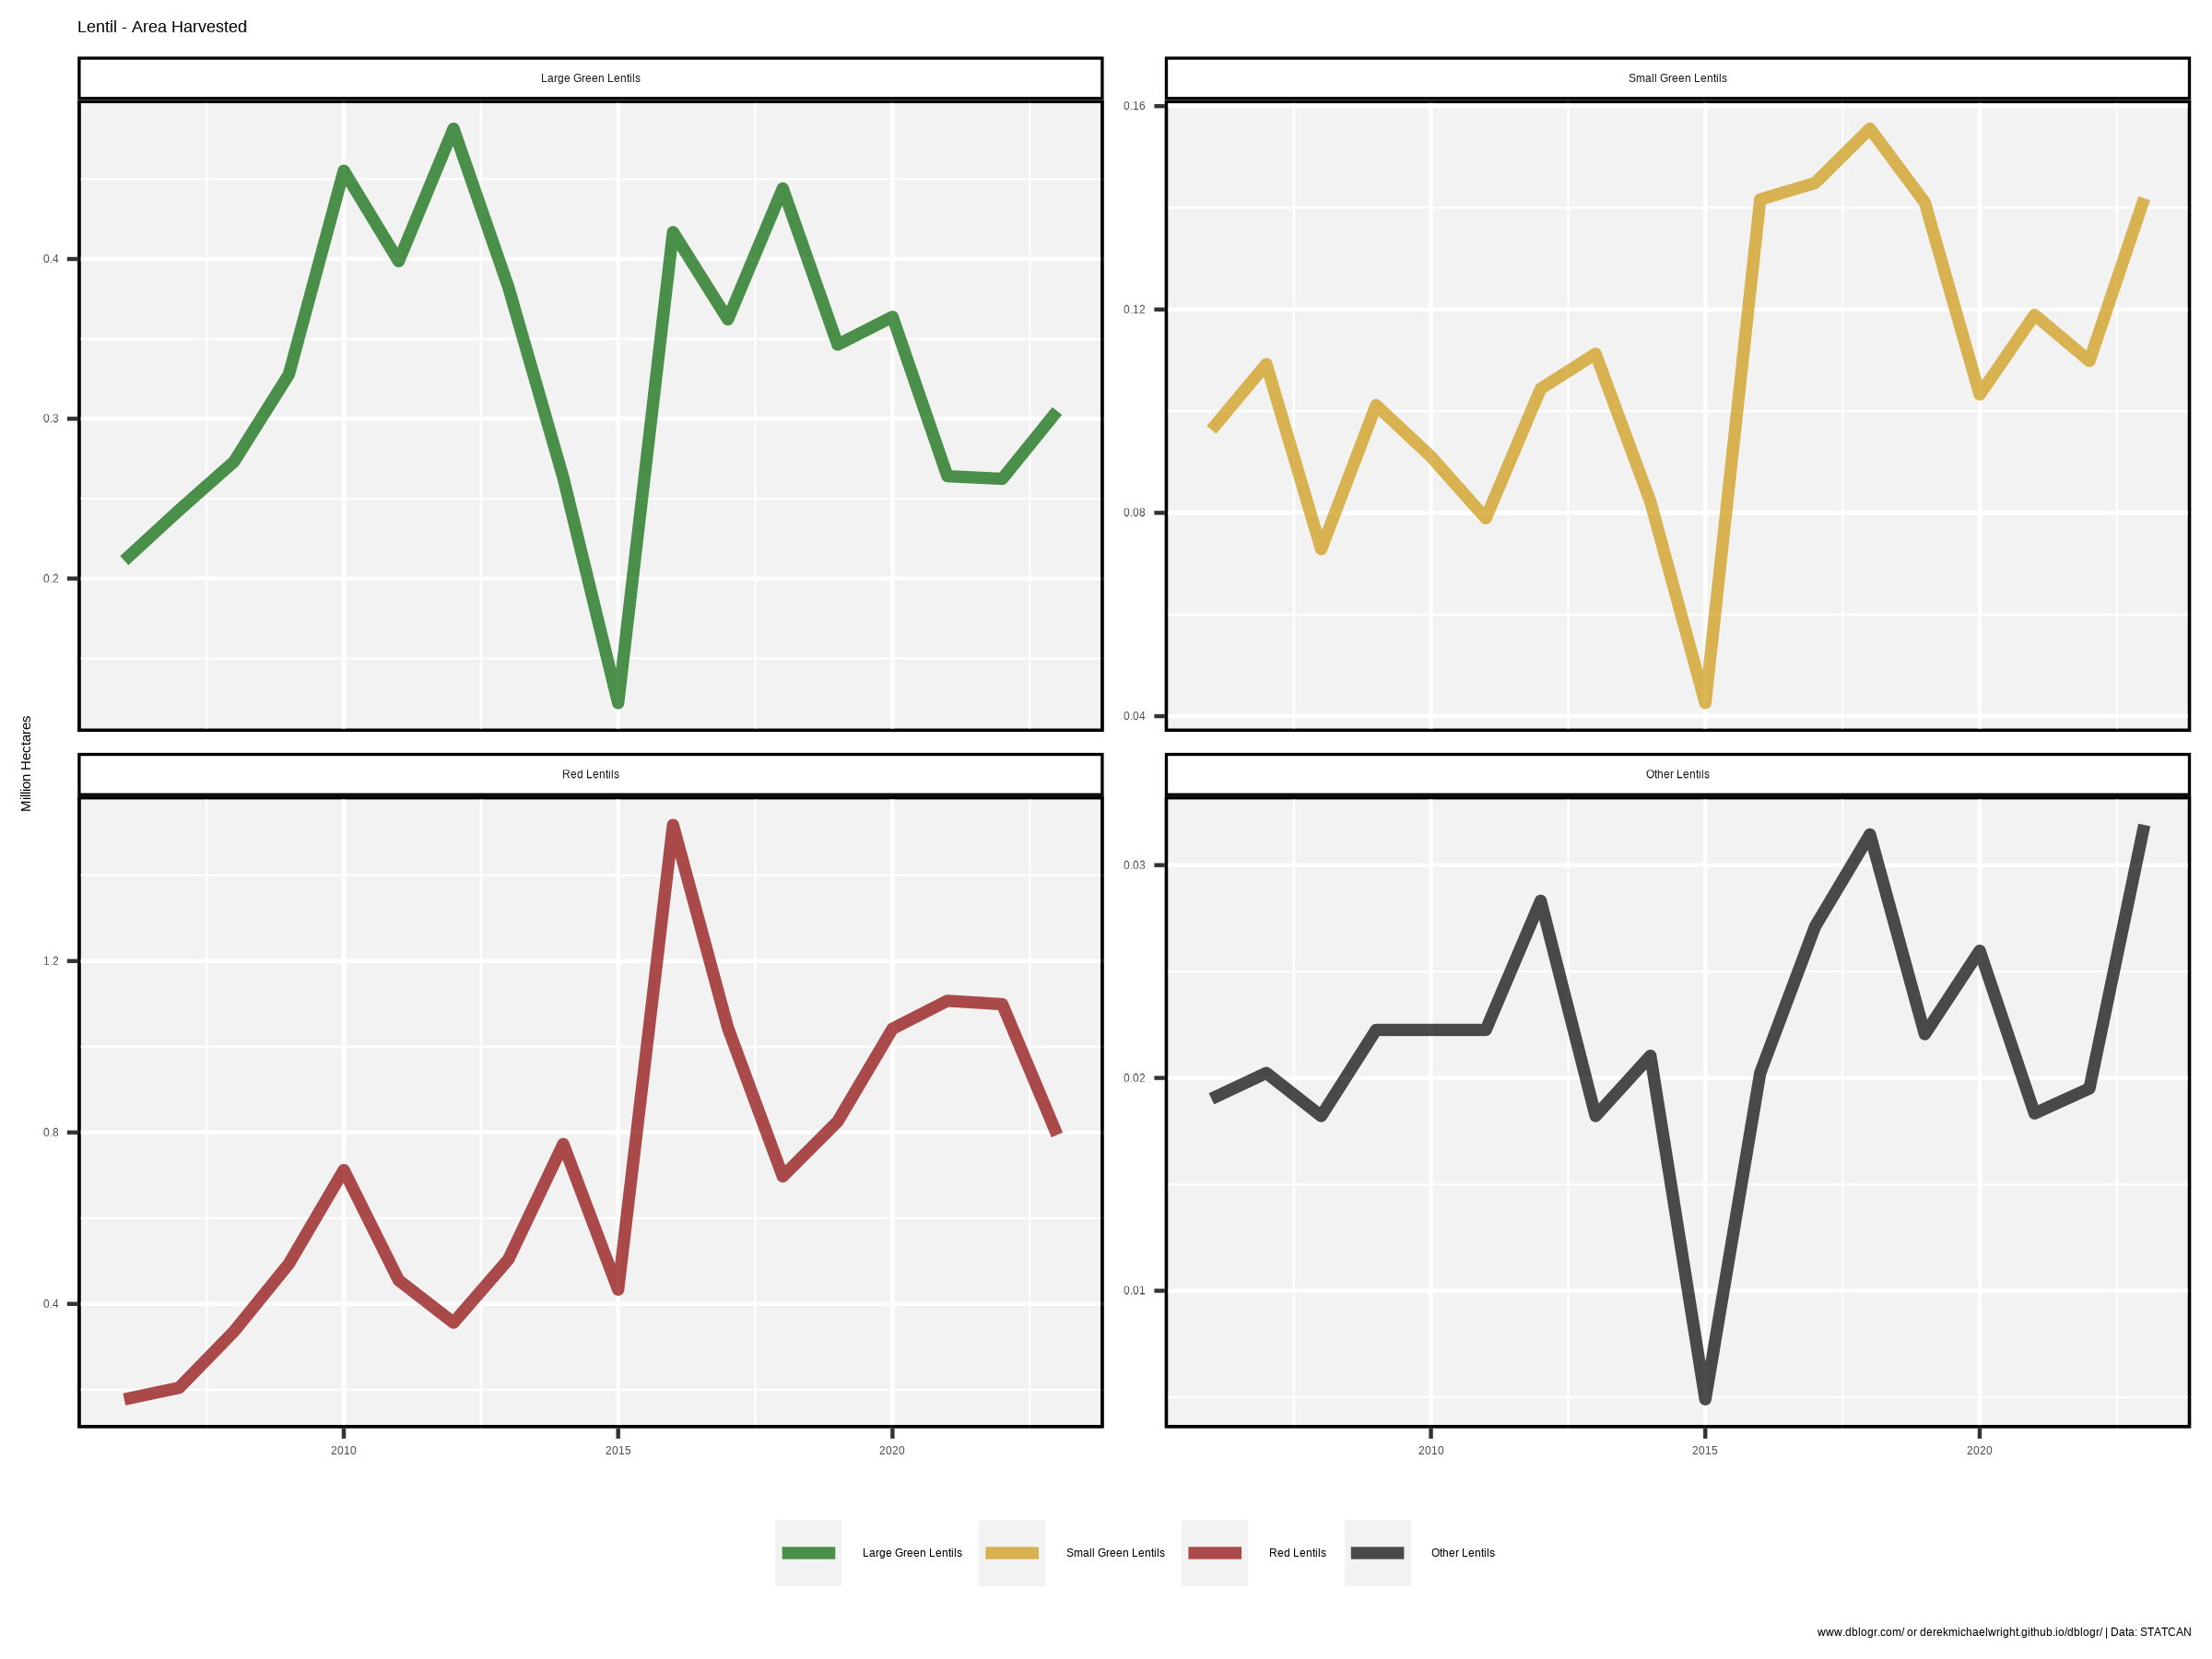 Lentil - Area Harvested
Large Green Lentils
Small Green Lentils
0.4
0.3
0.2
0.16
0.12
0.08
0.04
Million Hectares
Red Lentils
Other Lentils
1.2
0.8
0.4
0.03
0.02
0.01
2010 2015 2020
2010 2015 2020
Large Green Lentils Small Green Lentils Red Lentils Other Lentils
www.dblogr.com/ or derekmichaelwright.github.io/dblogr/ | Data: STATCAN